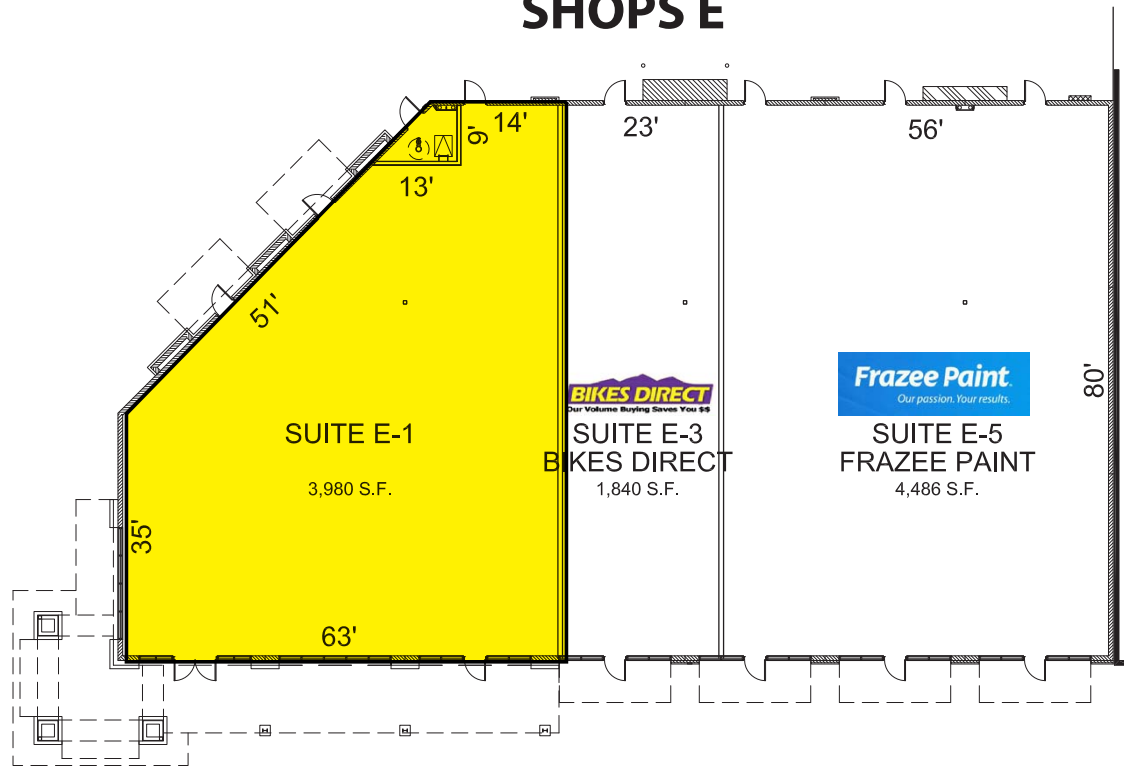 SHOPS E
14'
9'
13'
23'
56'
51'
80'
BIKES DIRECT
Our Volume Buying Saves You $$
Frazee Paint.
Our passion. Your results.
SUITE E-1
3,980 S.F.
SUITE E-3
BIKES DIRECT
1,840 S.F.
SUITE E-5
FRAZEE PAINT
4,486 S.F.
35'
63'